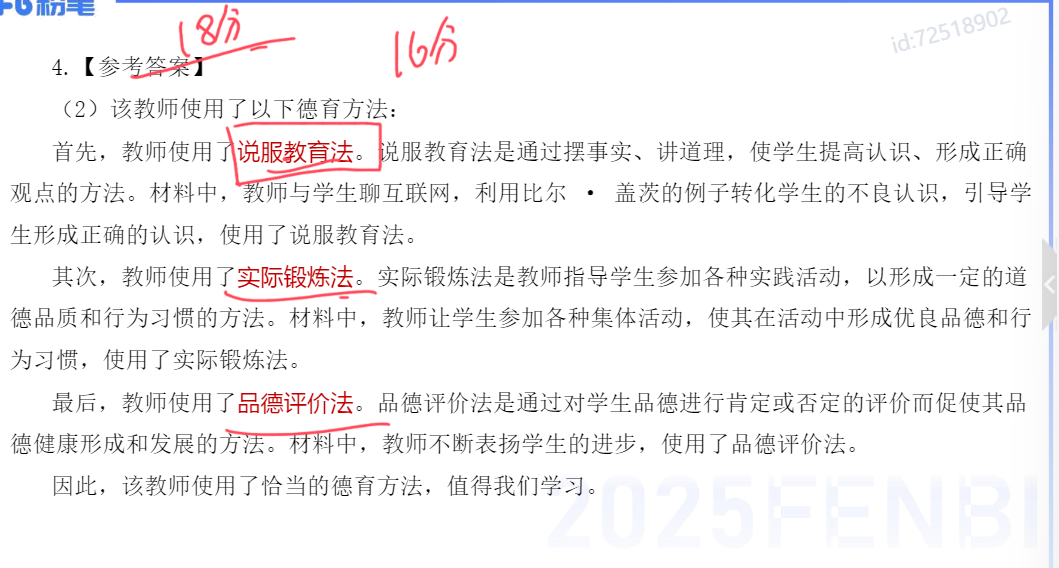 粉笔
18分
16分
id:72518902
4.【参考答案】
（2）该教师使用了以下德育方法：
首先，教师使用了说服教育法。说服教育法是通过摆事实、讲道理，使学生提高认识、形成正确
观点的方法。材料中，教师与学生聊互联网，利用比尔 · 盖茨的例子转化学生的不良认识，引导学
生形成正确的认识，使用了说服教育法。
其次，教师使用了实际锻炼法。实际锻炼法是教师指导学生参加各种实践活动，以形成一定的道
德品质和行为习惯的方法。材料中，教师让学生参加各种集体活动，使其在活动中形成优良品德和行
为习惯，使用了实际锻炼法。
最后，教师使用了品德评价法。品德评价法是通过对学生品德进行肯定或否定的评价而促使其品
德健康形成和发展的方法。材料中，教师不断表扬学生的进步，使用了品德评价法。
因此，该教师使用了恰当的德育方法，值得我们学习。
2025FENBI